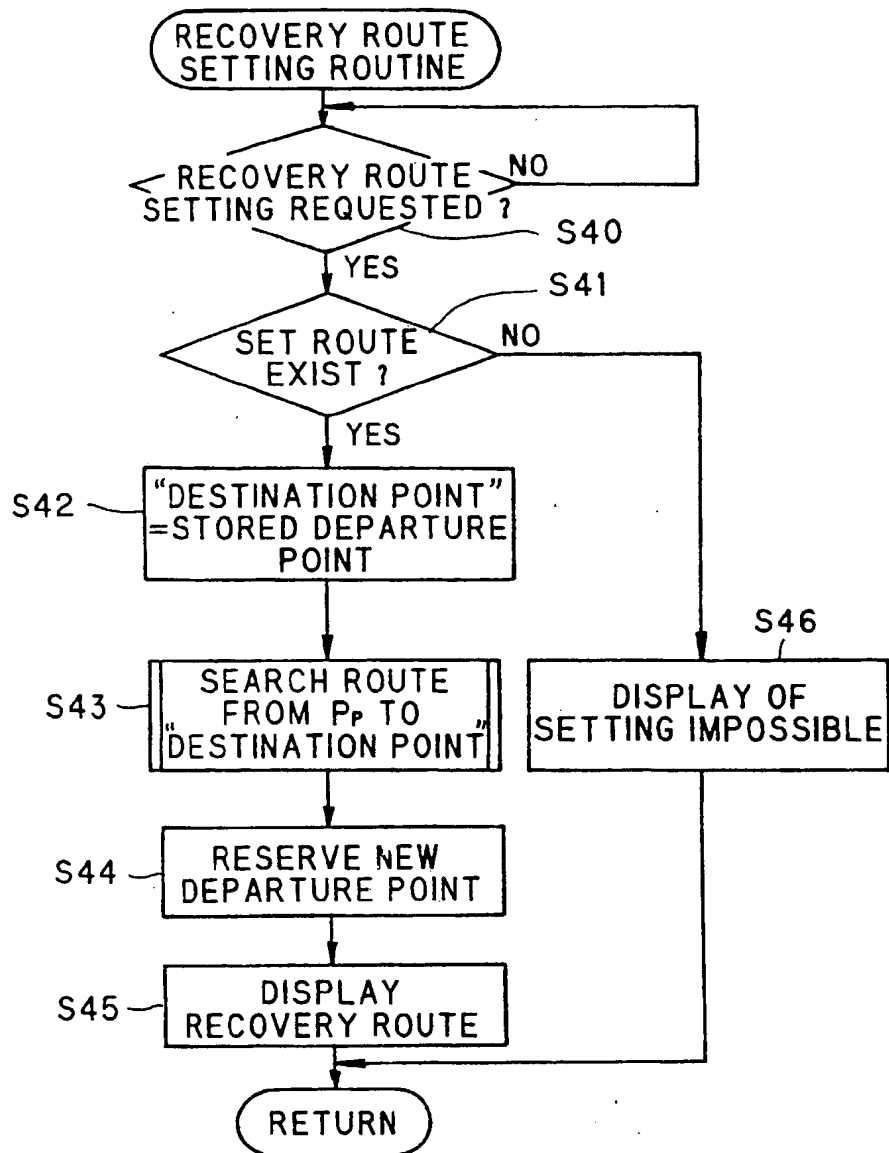 RECOVERY ROUTE
SETTING ROUTINE
RECOVERY ROUTE
SETTING REQUESTED ?
NO
S40
YES
S41
SET ROUTE
EXIST ?
NO
YES
S42
"DESTINATION POINT"
=STORED DEPARTURE
POINT
S46
S43
SEARCH ROUTE
FROM PP TO
"DESTINATION POINT"
DISPLAY OF
SETTING IMPOSSIBLE
S44
RESERVE NEW
DEPARTURE POINT
S45
DISPLAY
RECOVERY ROUTE
RETURN